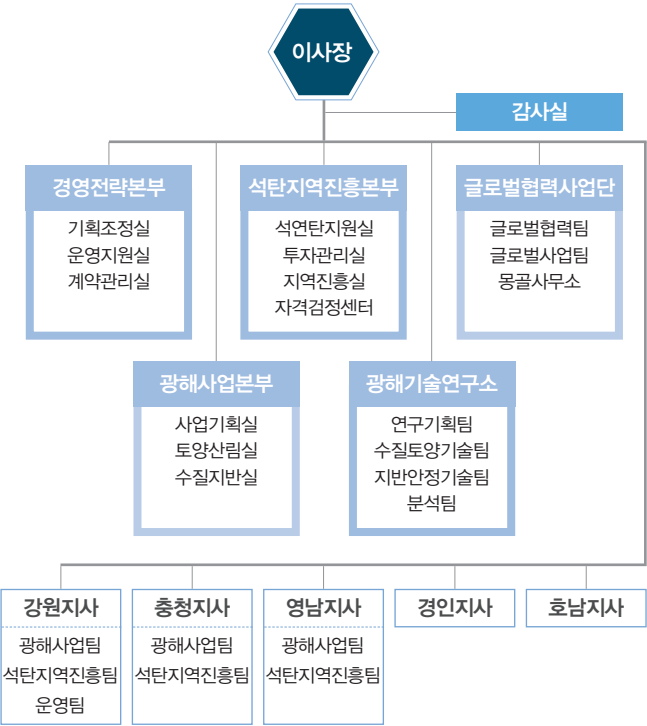 이사장
감사실
경영전략본부
기획조정실
운영지원실
계약관리실
석탄지역진흥본부
석연탄지원실
투자관리실
지역진흥실
자격검정센터
글로벌협력사업단
글로벌협력팀
글로벌사업팀
몽골사무소
광해사업본부
사업기획실
토양산림실
수질지반실
광해기술연구소
연구기획팀
수질토양기술팀
지반안정기술팀
분석팀
강원지사
광해사업팀
석탄지역진흥팀
운영팀
충청지사
광해사업팀
석탄지역진흥팀
영남지사
광해사업팀
석탄지역진흥팀
경인지사
호남지사